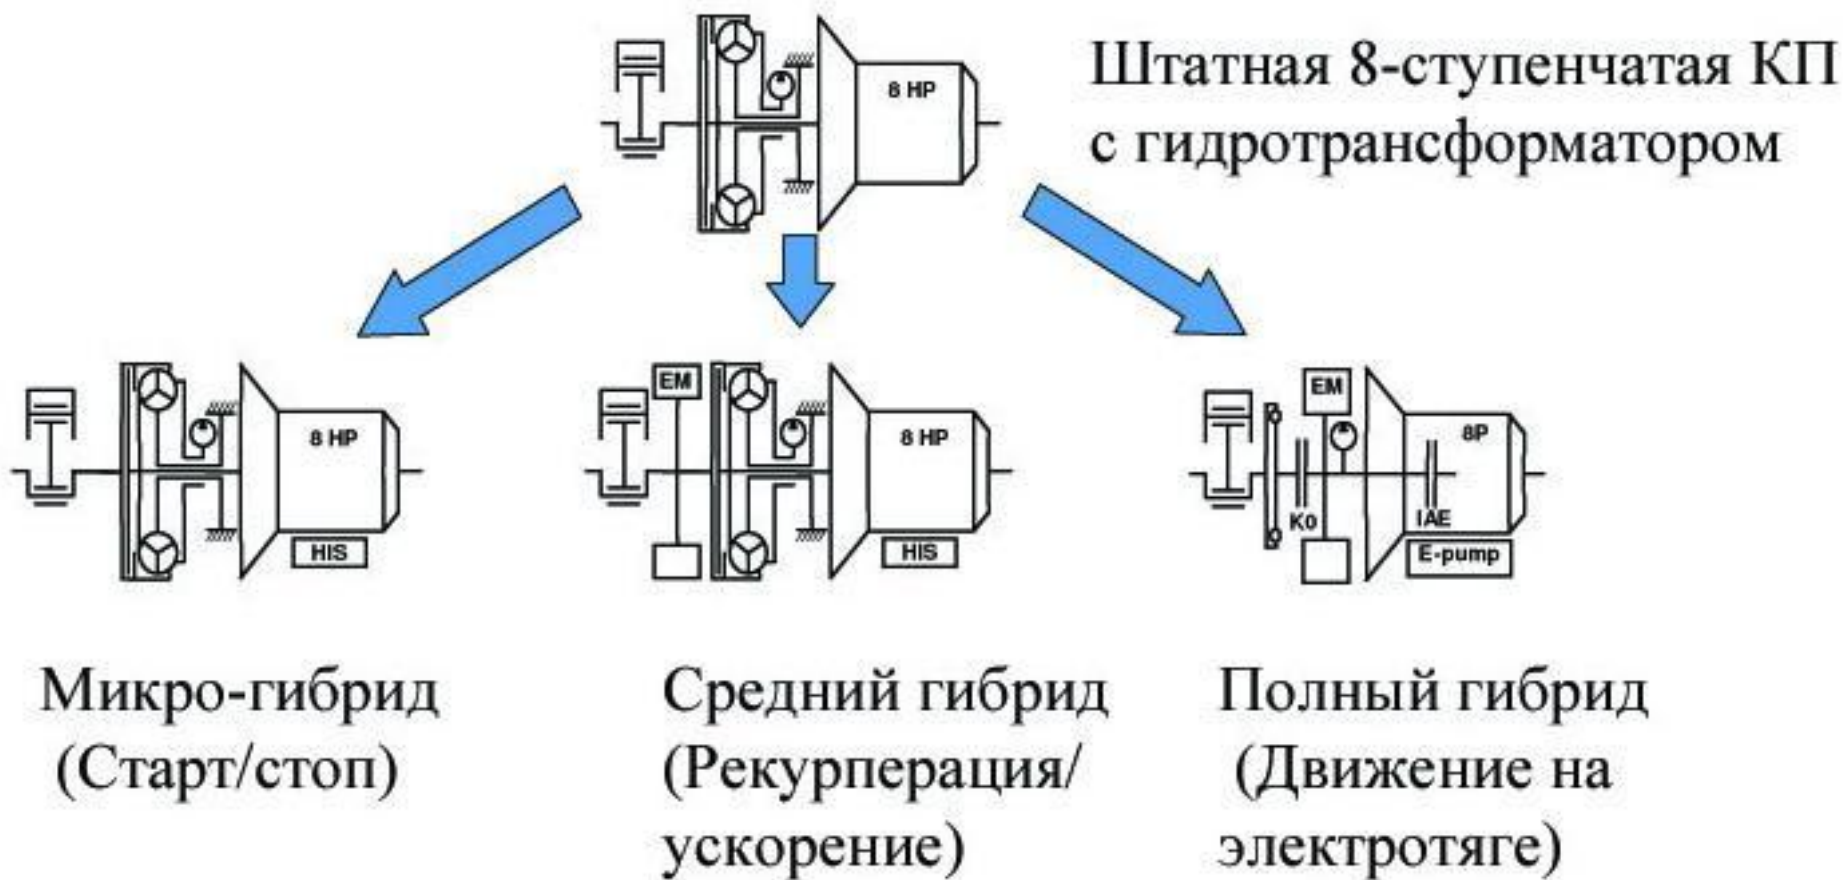 8 HP
Штатная 8-ступенчатая КП
с гидротрансформатором
8 HP
HIS
EM
8 HP
HIS
EM
8P
K0
IAE
E-pump
Микро-гибрид
(Старт/стоп)
Средний гибрид
(Рекурперация/
ускорение)
Полный гибрид
(Движение на
электротяге)